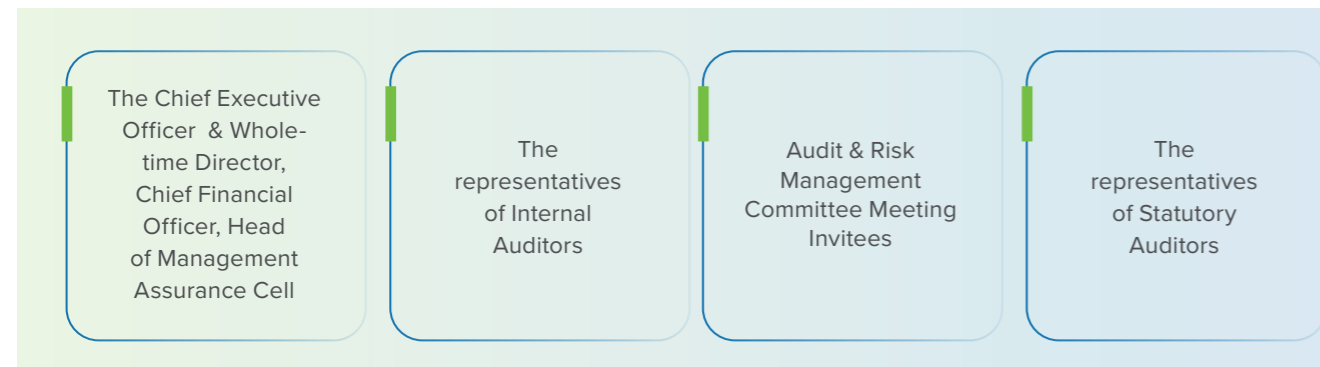 The Chief Executive
Officer & Whole-
time Director,
Chief Financial
Officer, Head
of Management
Assurance Cell
The
representatives
of Internal
Auditors
Audit & Risk
Management
Committee Meeting
Invitees
The
representatives
of Statutory
Auditors